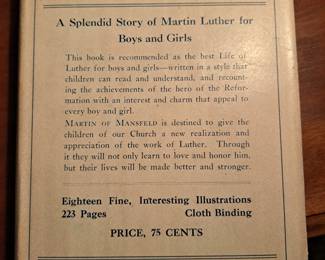 A Splendid Story of Martin Luther for
Boys and Girls
This book is recommended as the best Life of
Luther for boys and girls—written in a style that
children can read and understand, and recount-
ing the achievements of the hero of the Refor-
mation with an interest and charm that appeal to
every boy and girl.
MARTIN OF MANSFELD is destined to give the
children of our Church a new realization and
appreciation of the work of Luther. Through
it they will not only learn to love and honor him,
but their lives will be made better and stronger.
Eighteen Fine, Interesting Illustrations
223 Pages Cloth Binding
PRICE, 75 CENTS